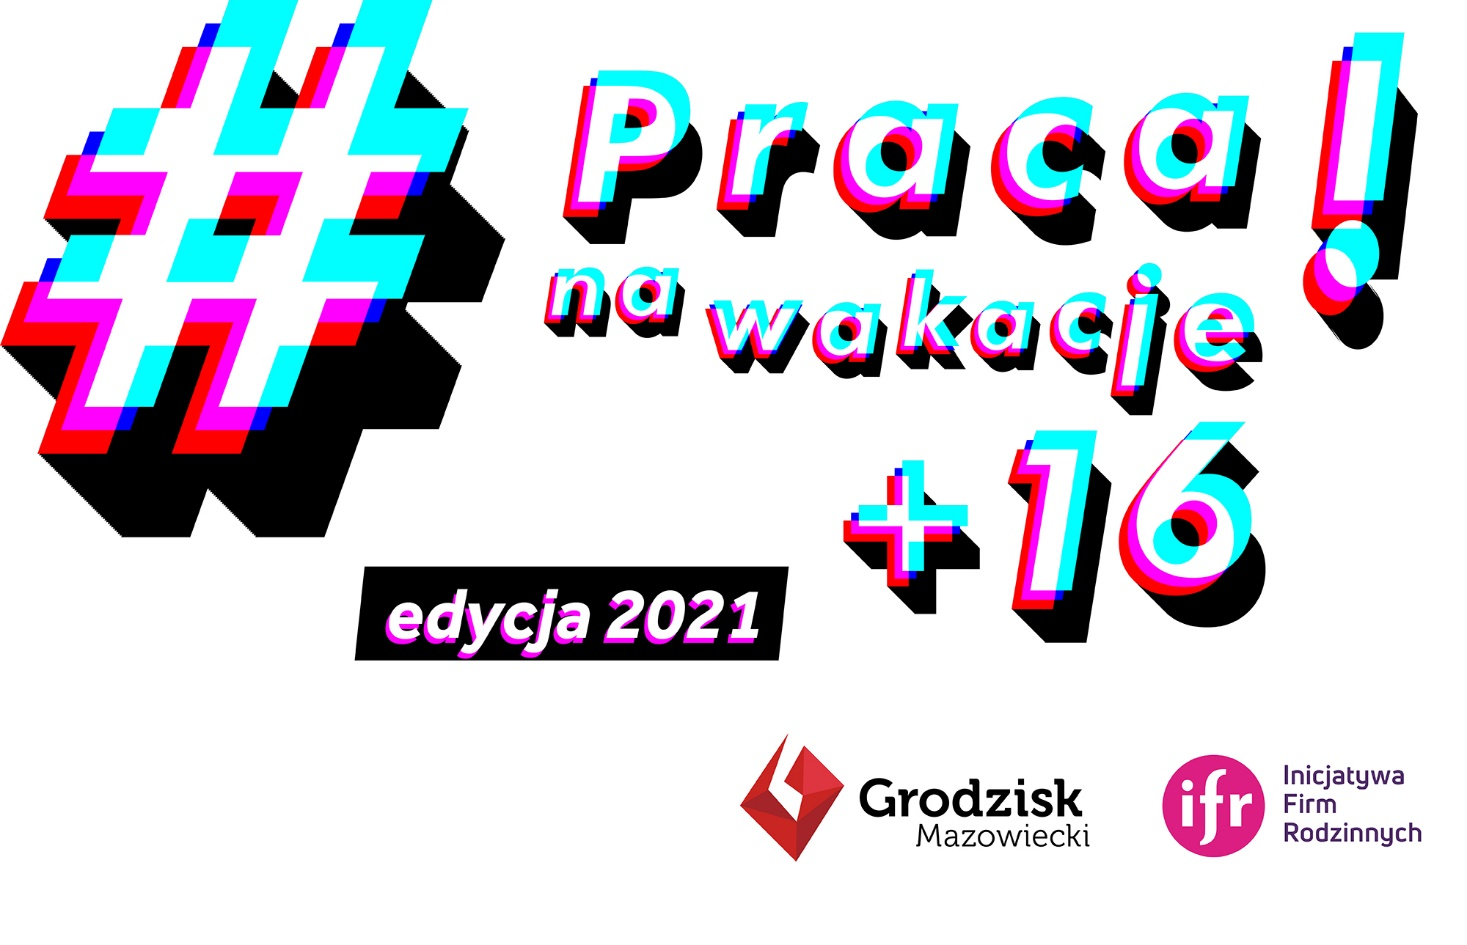 # Praca!
na wakacje
+16
edycja 2021
Grodzisk
Mazowiecki
ifr
Inicjatywa
Firm
Rodzinnych